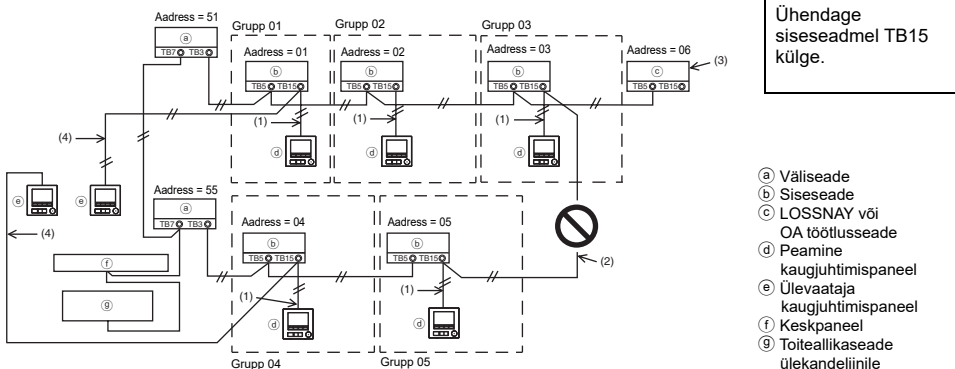 Aadress = 51
ⓐ
TB7 TB3
Grupp 01
Aadress = 01
ⓑ
TB5 TB15
(1)
ⓓ
Grupp 02
Aadress = 02
ⓑ
TB5 TB15
(1)
ⓓ
Grupp 03
Aadress = 03
ⓑ
TB5 TB15
(1)
ⓓ
Aadress = 06
ⓒ
TB5 TB15
(3)
(4)
ⓔ
ⓔ
(4)
Aadress = 55
ⓐ
TB7 TB3
ⓕ
ⓖ
Aadress = 04
ⓑ
TB5 TB15
(1)
ⓓ
Grupp 04
Aadress = 05
ⓑ
TB5 TB15
(1)
ⓓ
Grupp 05
(2)
Ühendage
siseseadmel TB15
külge.
ⓐ Väliseade
ⓑ Siseseade
ⓒ LOSSNAY või
OA töötlusseade
ⓓ Peamine
kaugjuhtimispaneel
ⓔ Ülevaataja
kaugjuhtimispaneel
ⓕ Keskpaneel
ⓖ Toiteallikaseade
ülekandeliinile